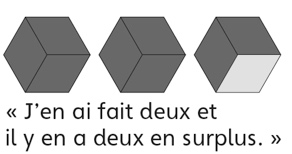 « J’en ai fait deux et
il y en a deux en surplus. »